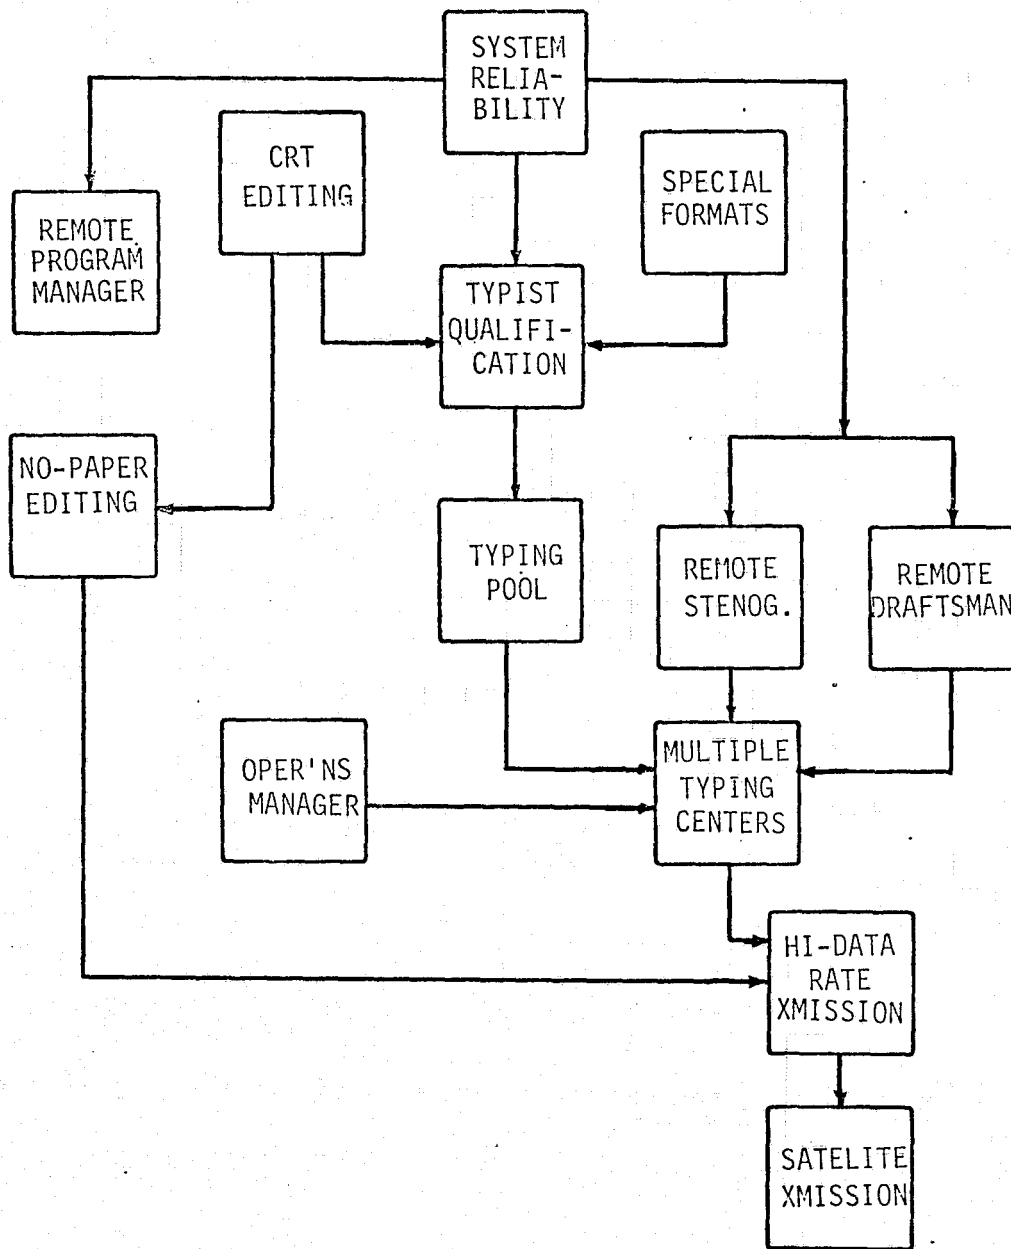 SYSTEM
RELIA-
BILITY
CRT
EDITING
SPECIAL
FORMATS
REMOTE
PROGRAM
MANAGER
TYPIST
QUALIFI-
CATION
NO-PAPER
EDITING
TYPING
POOL
REMOTE
STENOG.
REMOTE
DRAFTSMAN
OPER'NS
MANAGER
MULTIPLE
TYPING
CENTERS
HI-DATA
RATE
XMISSION
SATELITE
XMISSION